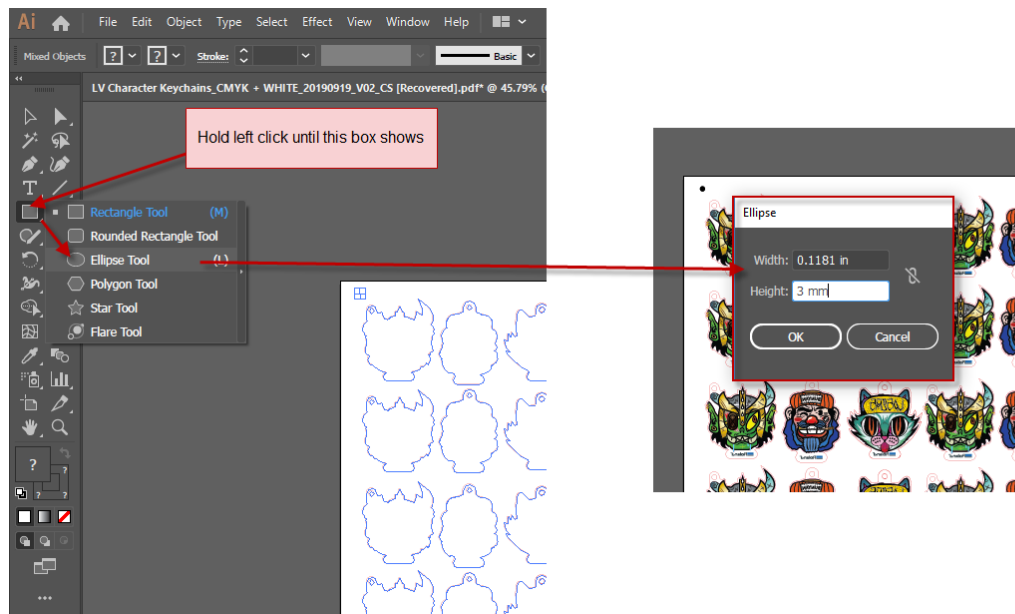 Ai File Edit Object Type Select Effect View Window Help
Mixed Objects ? ? Stroke: Basic
LV Character Keychains_CMYK + WHITE_20190919_V02_CS [Recovered].pdf* @ 45.79% (
Hold left click until this box shows
Rectangle Tool (M)
Rounded Rectangle Tool
Ellipse Tool (L)
Polygon Tool
Star Tool
Flare Tool
T
?
?
? ?
Ellipse
Width: 0.1181 in
Height: 3 mm
OK Cancel